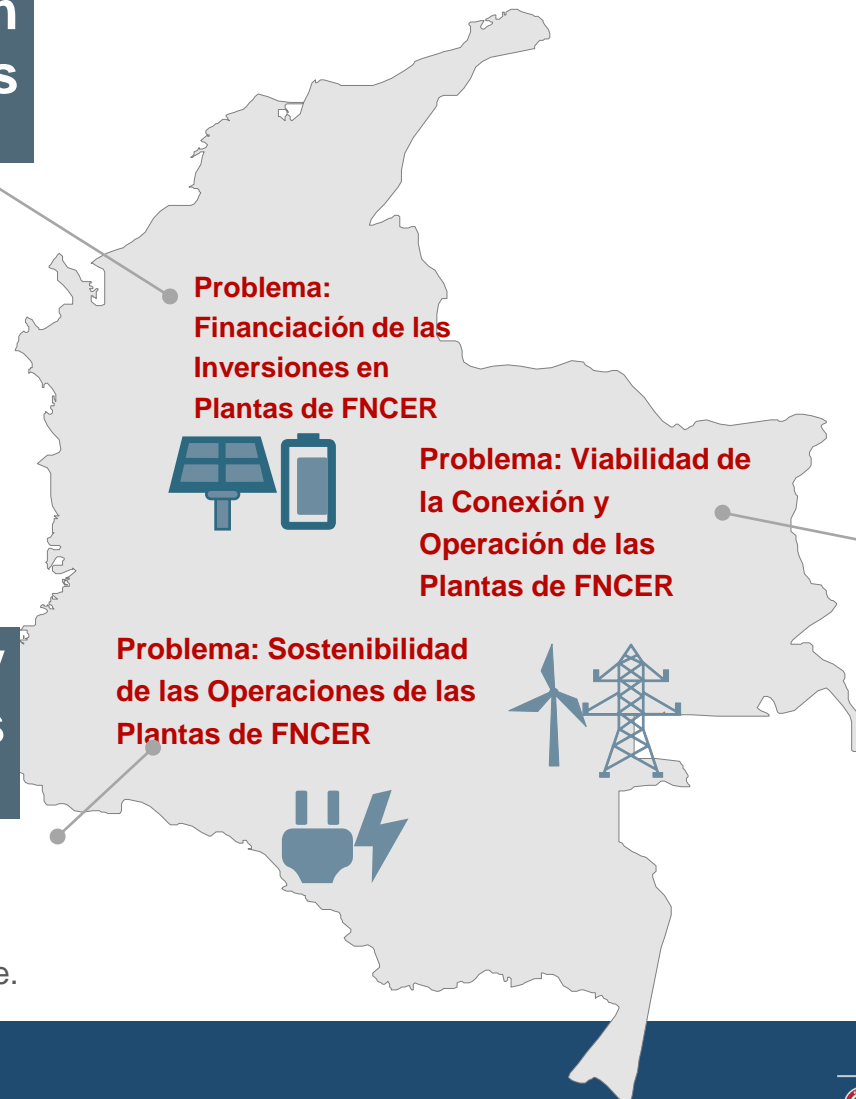 n
s
Problema:
Financiación de las
Inversiones en
Plantas de FNCER
Problema: Viabilidad de
la Conexión y
Operación de las
Plantas de FNCER
Problema: Sostenibilidad
de las Operaciones de las
Plantas de FNCER
y
s
e.